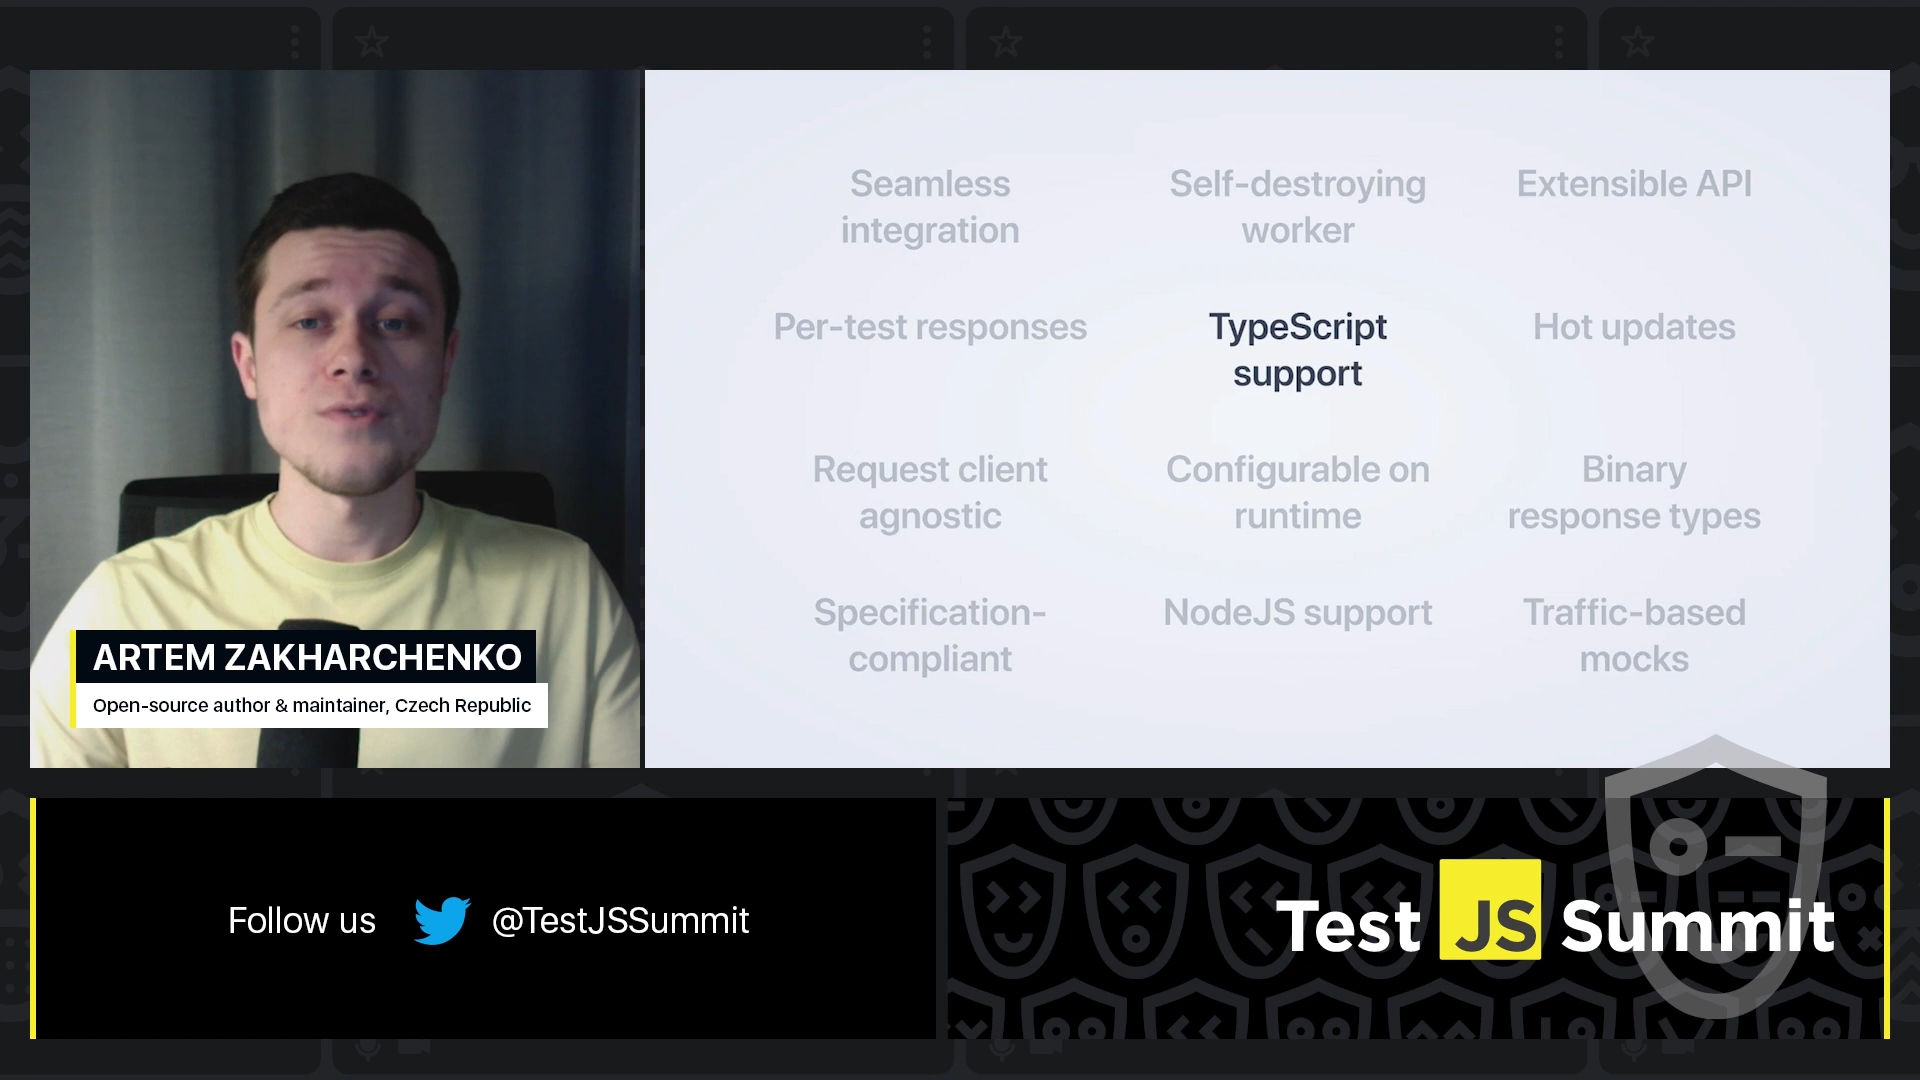 Seamless
integration
Self-destroying
worker
Extensible API
Per-test responses
TypeScript
support
Hot updates
Request client
agnostic
Configurable on
runtime
Binary
response types
Specification-
compliant
NodeJS support
Traffic-based
mocks
ARTEM ZAKHARCHENKO
Open-source author & maintainer, Czech Republic
Follow us @TestJSSummit
Test JS Summit